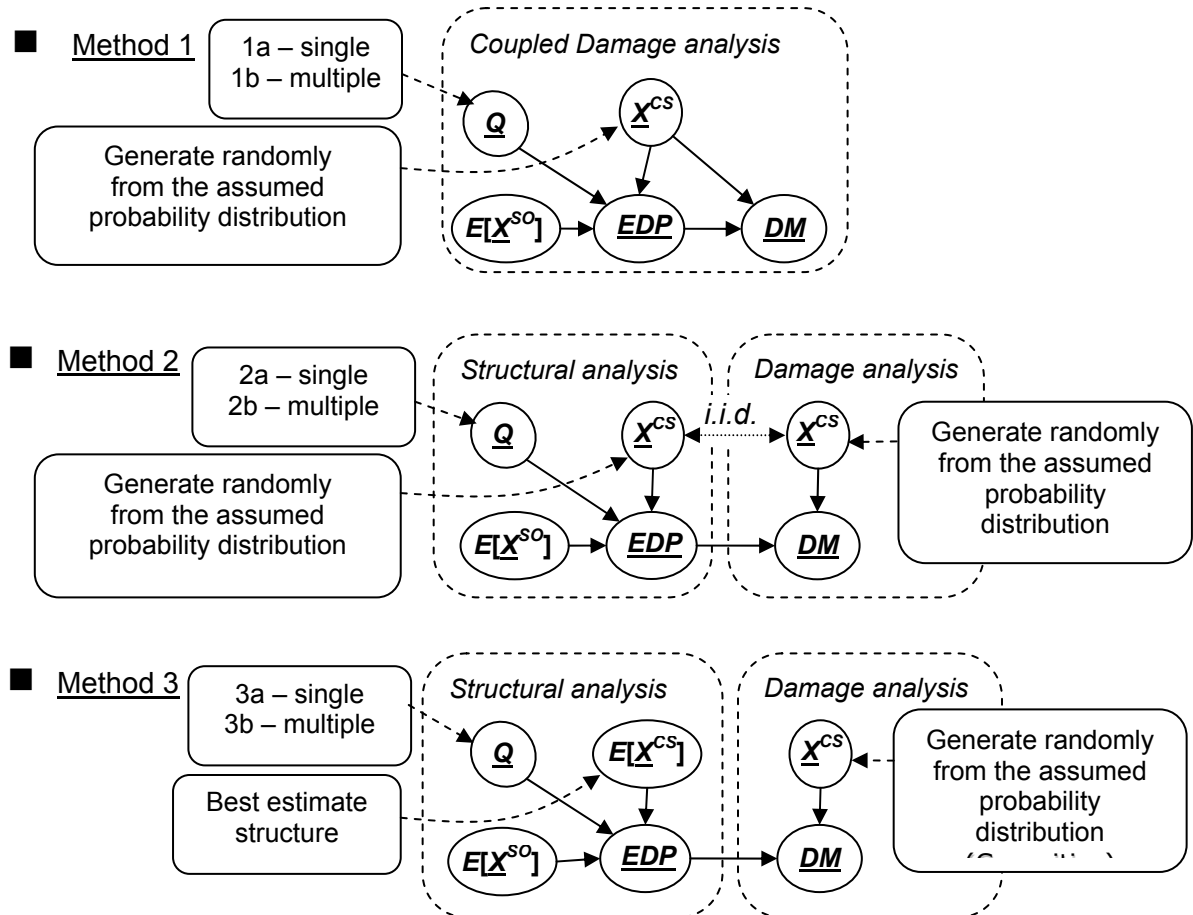 Method 1
1a – single
1b – multiple
Generate randomly
from the assumed
probability distribution
Coupled Damage analysis
Q
X^CS
E[X^SO]
EDP
DM
Method 2
2a – single
2b – multiple
Generate randomly
from the assumed
probability distribution
Structural analysis
Q
X^CS
E[X^SO]
EDP
i.i.d.
Damage analysis
X^CS
DM
Generate randomly
from the assumed
probability
distribution
Method 3
3a – single
3b – multiple
Best estimate
structure
Structural analysis
Q
E[X^CS]
E[X^SO]
EDP
Damage analysis
X^CS
DM
Generate randomly
from the assumed
probability
distribution